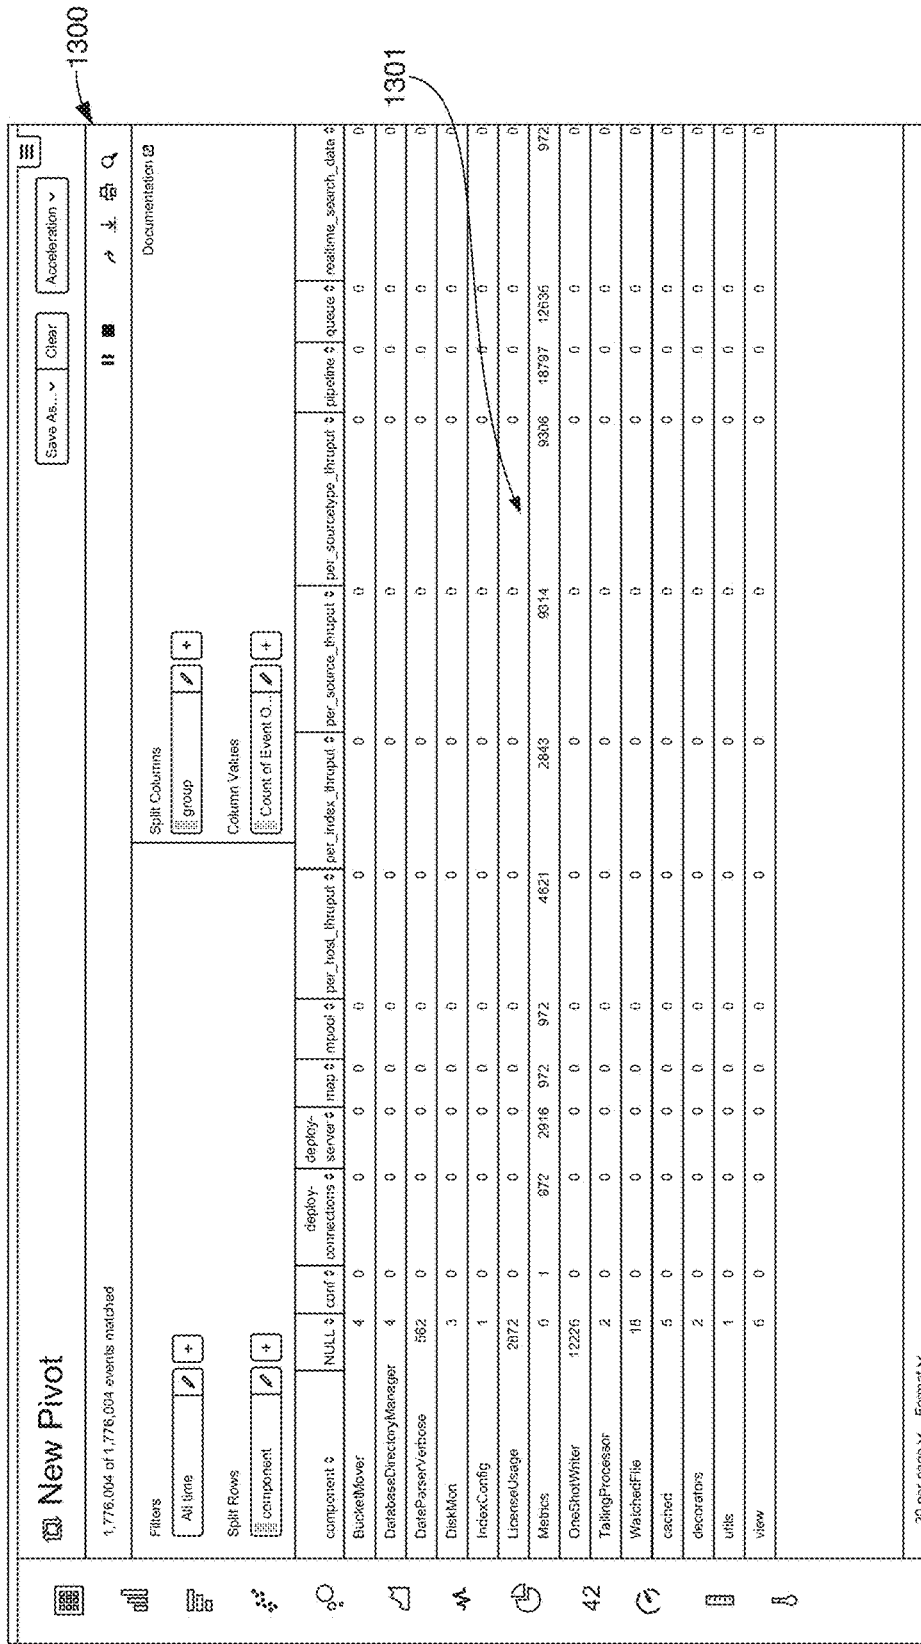 1300
New Pivot
Save As... Clear Acceleration
1,776,004 of 1,776,004 events matched
Filters
All time
Split Columns
group
Documentation
Split Rows
component
Column Values
Count of Event O...
component NULL conf deploy-connections deploy-server map mpool per_host_thruput per_index_thruput per_source_thruput per_sourcetype_thruput pipeline queue realtime_search_data
BucketMover 4 0 0 0 0 0 0 0 0 0 0 0 0
DatabaseDirectoryManager 4 0 0 0 0 0 0 0 0 0 0 0 0
DateParserVerbose 562 0 0 0 0 0 0 0 0 0 0 0 0
DiskMon 3 0 0 0 0 0 0 0 0 0 0 0 0
IndexConfig 1 0 0 0 0 0 0 0 0 0 0 0 0
LicenseUsage 2872 0 0 0 0 0 0 0 0 0 0 0 0
Metrics 0 1 972 2916 972 972 4621 2843 9314 9306 18797 12636 972
OneShotWriter 12226 0 0 0 0 0 0 0 0 0 0 0 0
TailingProcessor 2 0 0 0 0 0 0 0 0 0 0 0 0
WatchedFile 18 0 0 0 0 0 0 0 0 0 0 0 0
cached 5 0 0 0 0 0 0 0 0 0 0 0 0
decorators 2 0 0 0 0 0 0 0 0 0 0 0 0
utils 1 0 0 0 0 0 0 0 0 0 0 0 0
view 6 0 0 0 0 0 0 0 0 0 0 0 0
1301
42
20 per page Format